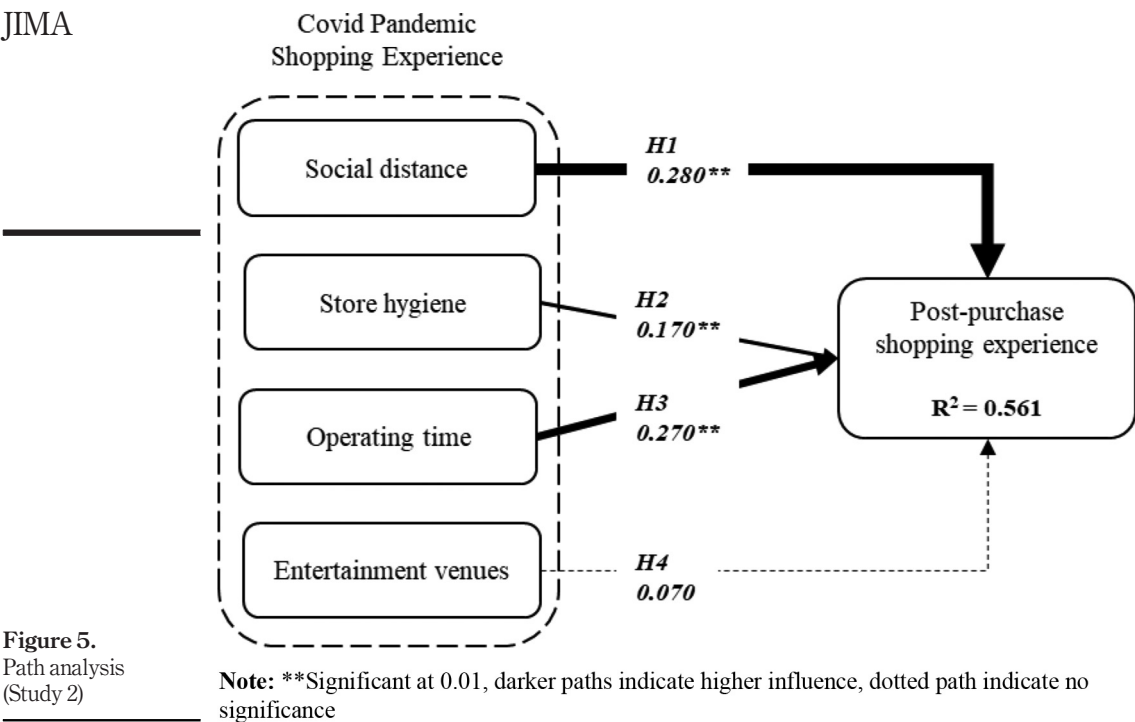 JIMA
Covid Pandemic
Shopping Experience
Social distance
H1
0.280**
Store hygiene
H2
0.170**
Post-purchase
shopping experience
R² = 0.561
Operating time
H3
0.270**
Entertainment venues
H4
0.070
Figure 5.
Path analysis
(Study 2)
Note: **Significant at 0.01, darker paths indicate higher influence, dotted path indicate no
significance